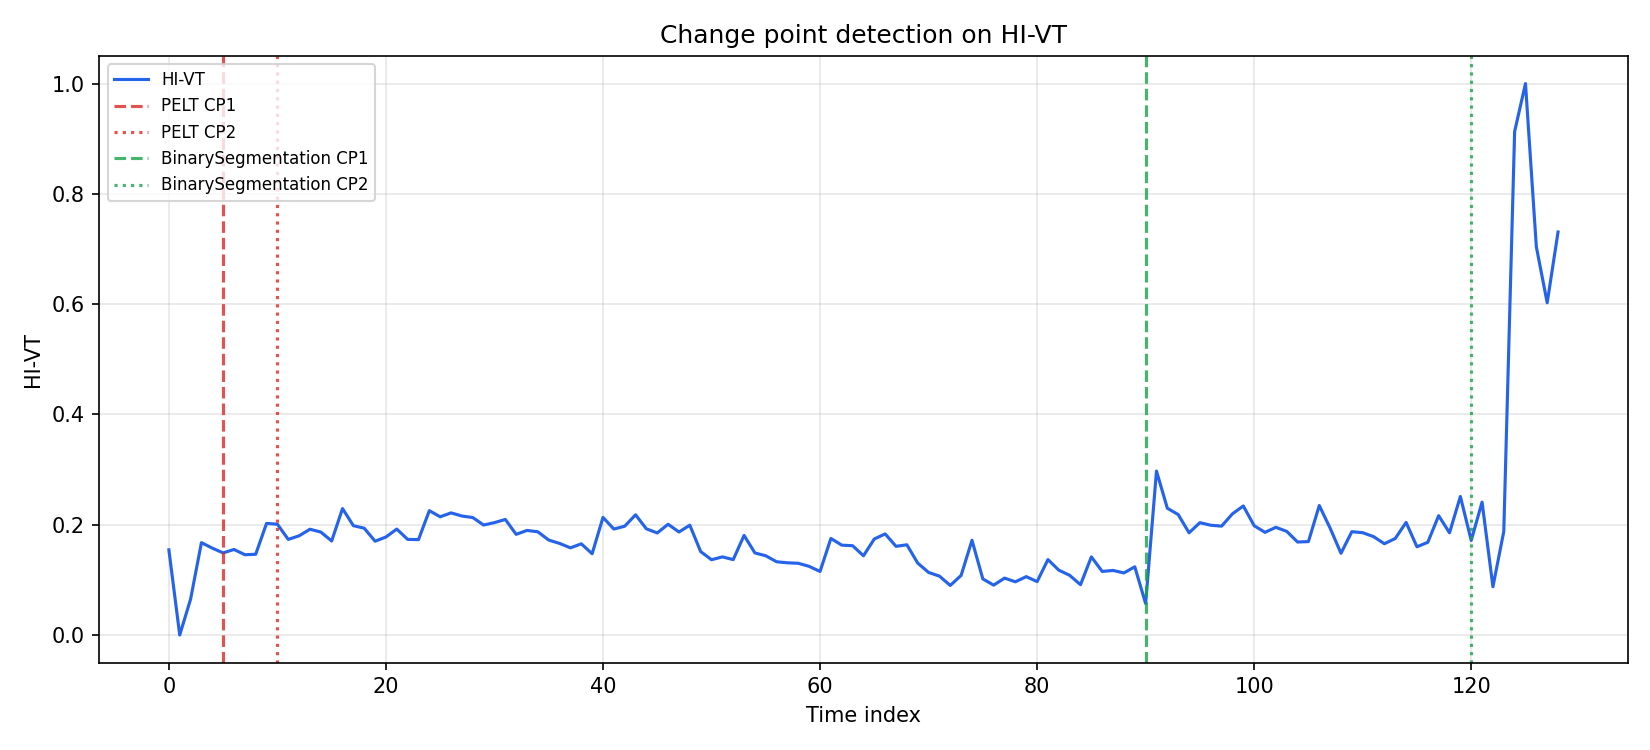 Change point detection on HI-VT
HI-VT
PELT CP1
PELT CP2
BinarySegmentation CP1
BinarySegmentation CP2
1.0
0.8
0.6
0.4
0.2
0.0
HI-VT
0 20 40 60 80 100 120
Time index